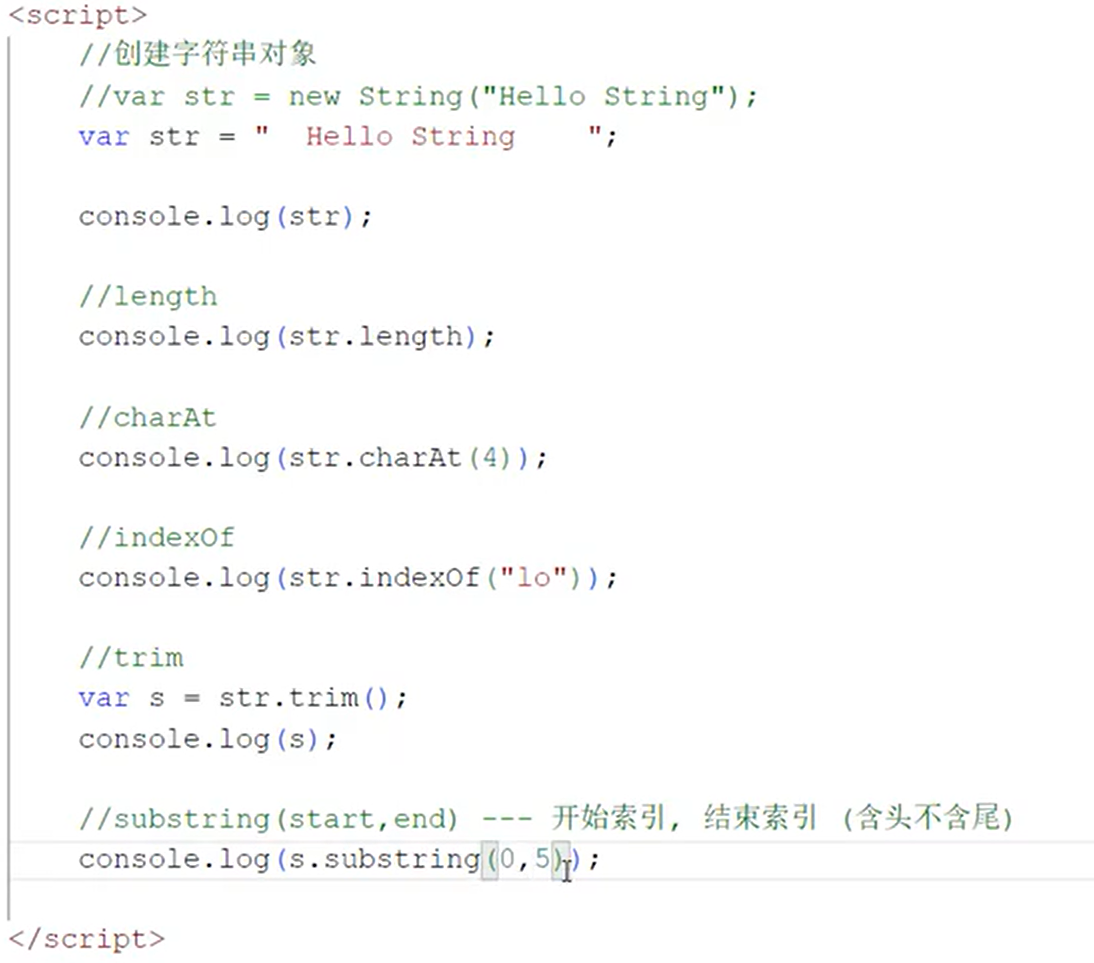 <script>
//创建字符串对象
//var str = new String("Hello String");
var str = "  Hello String    ";
console.log(str);
//length
console.log(str.length);
//charAt
console.log(str.charAt(4));
//indexOf
console.log(str.indexOf("lo"));
//trim
var s = str.trim();
console.log(s);
//substring(start,end) --- 开始索引, 结束索引 (含头不含尾)
console.log(s.substring(0,5));
</script>